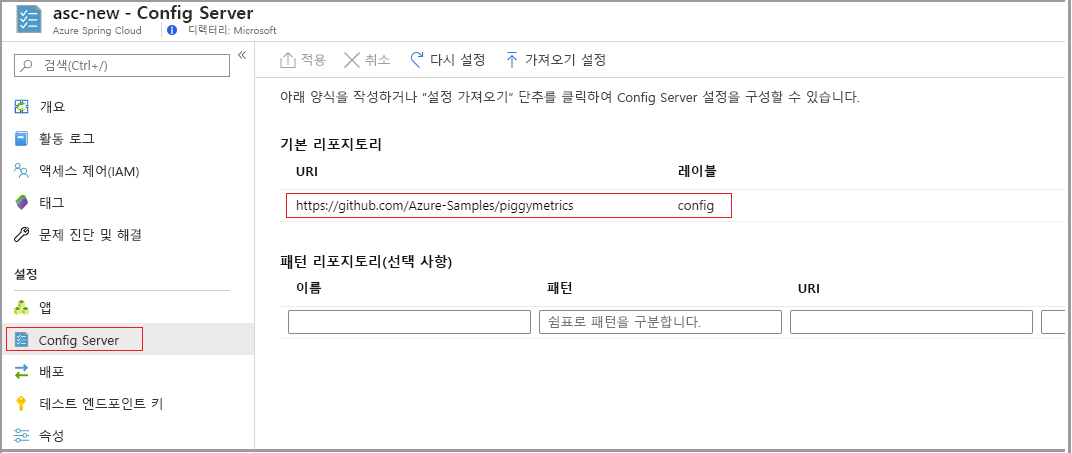 asc-new - Config Server
Azure Spring Cloud
디렉터리: Microsoft
검색(Ctrl+/)
개요
활동 로그
액세스 제어(IAM)
태그
문제 진단 및 해결
설정
앱
Config Server
배포
테스트 엔드포인트 키
속성
적용
취소
다시 설정
가져오기 설정
아래 양식을 작성하거나 “설정 가져오기” 단추를 클릭하여 Config Server 설정을 구성할 수 있습니다.
기본 리포지토리
URI 레이블
https://github.com/Azure-Samples/piggymetrics config
패턴 리포지토리(선택 사항)
이름 패턴 URI
쉼표로 패턴을 구분합니다.